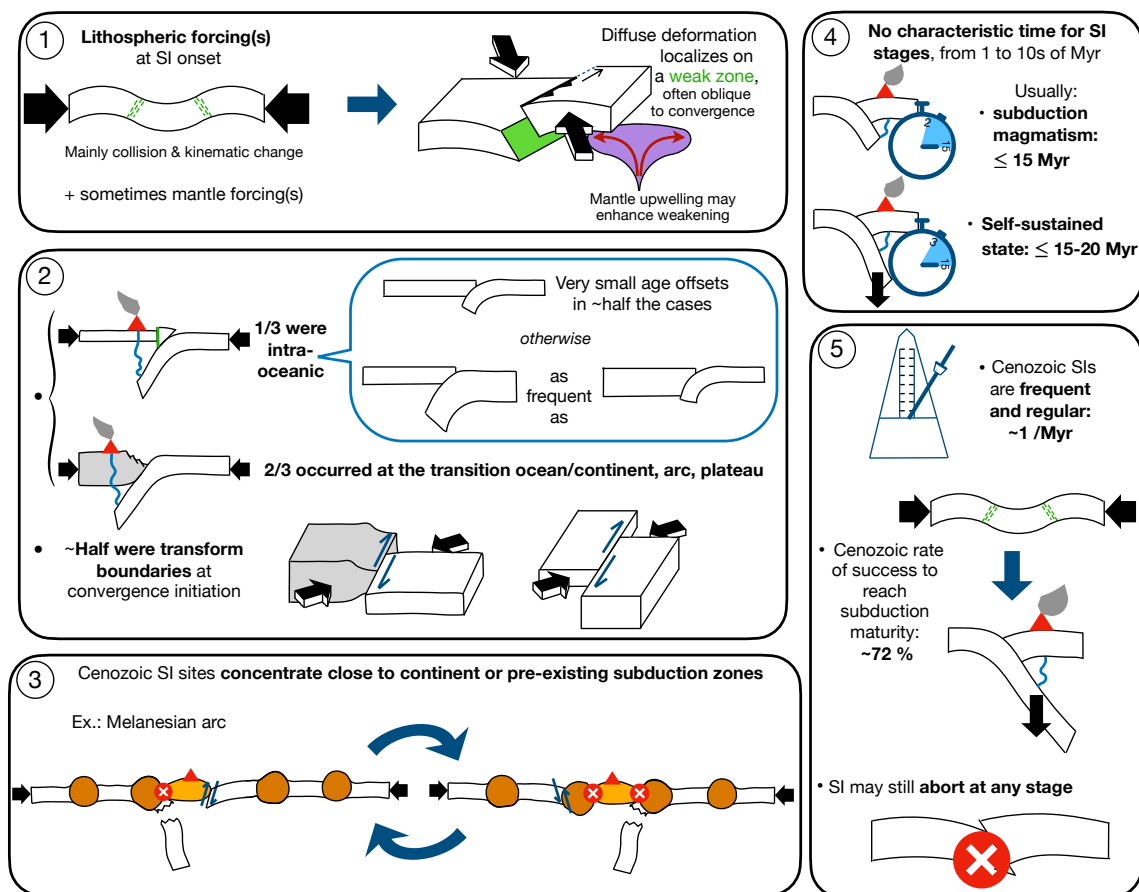 1
Lithospheric forcing(s)
at SI onset
Mainly collision & kinematic change
+ sometimes mantle forcing(s)
Diffuse deformation
localizes on
a weak zone,
often oblique
to convergence
Mantle upwelling may
enhance weakening
2
1/3 were
intra-
oceanic
Very small age offsets
in ~half the cases
otherwise
as
frequent
as
2/3 occurred at the transition ocean/continent, arc, plateau
• ~Half were transform
boundaries at
convergence initiation
3
Cenozoic SI sites concentrate close to continent or pre-existing subduction zones
Ex.: Melanesian arc
4
No characteristic time for SI
stages, from 1 to 10s of Myr
Usually:
• subduction
magmatism:
≤ 15 Myr
2
15
• Self-sustained
state: ≤ 15-20 Myr
3
15
5
• Cenozoic SIs
are frequent
and regular:
~1 /Myr
• Cenozoic rate
of success to
reach
subduction
maturity:
~72 %
• SI may still abort at any stage